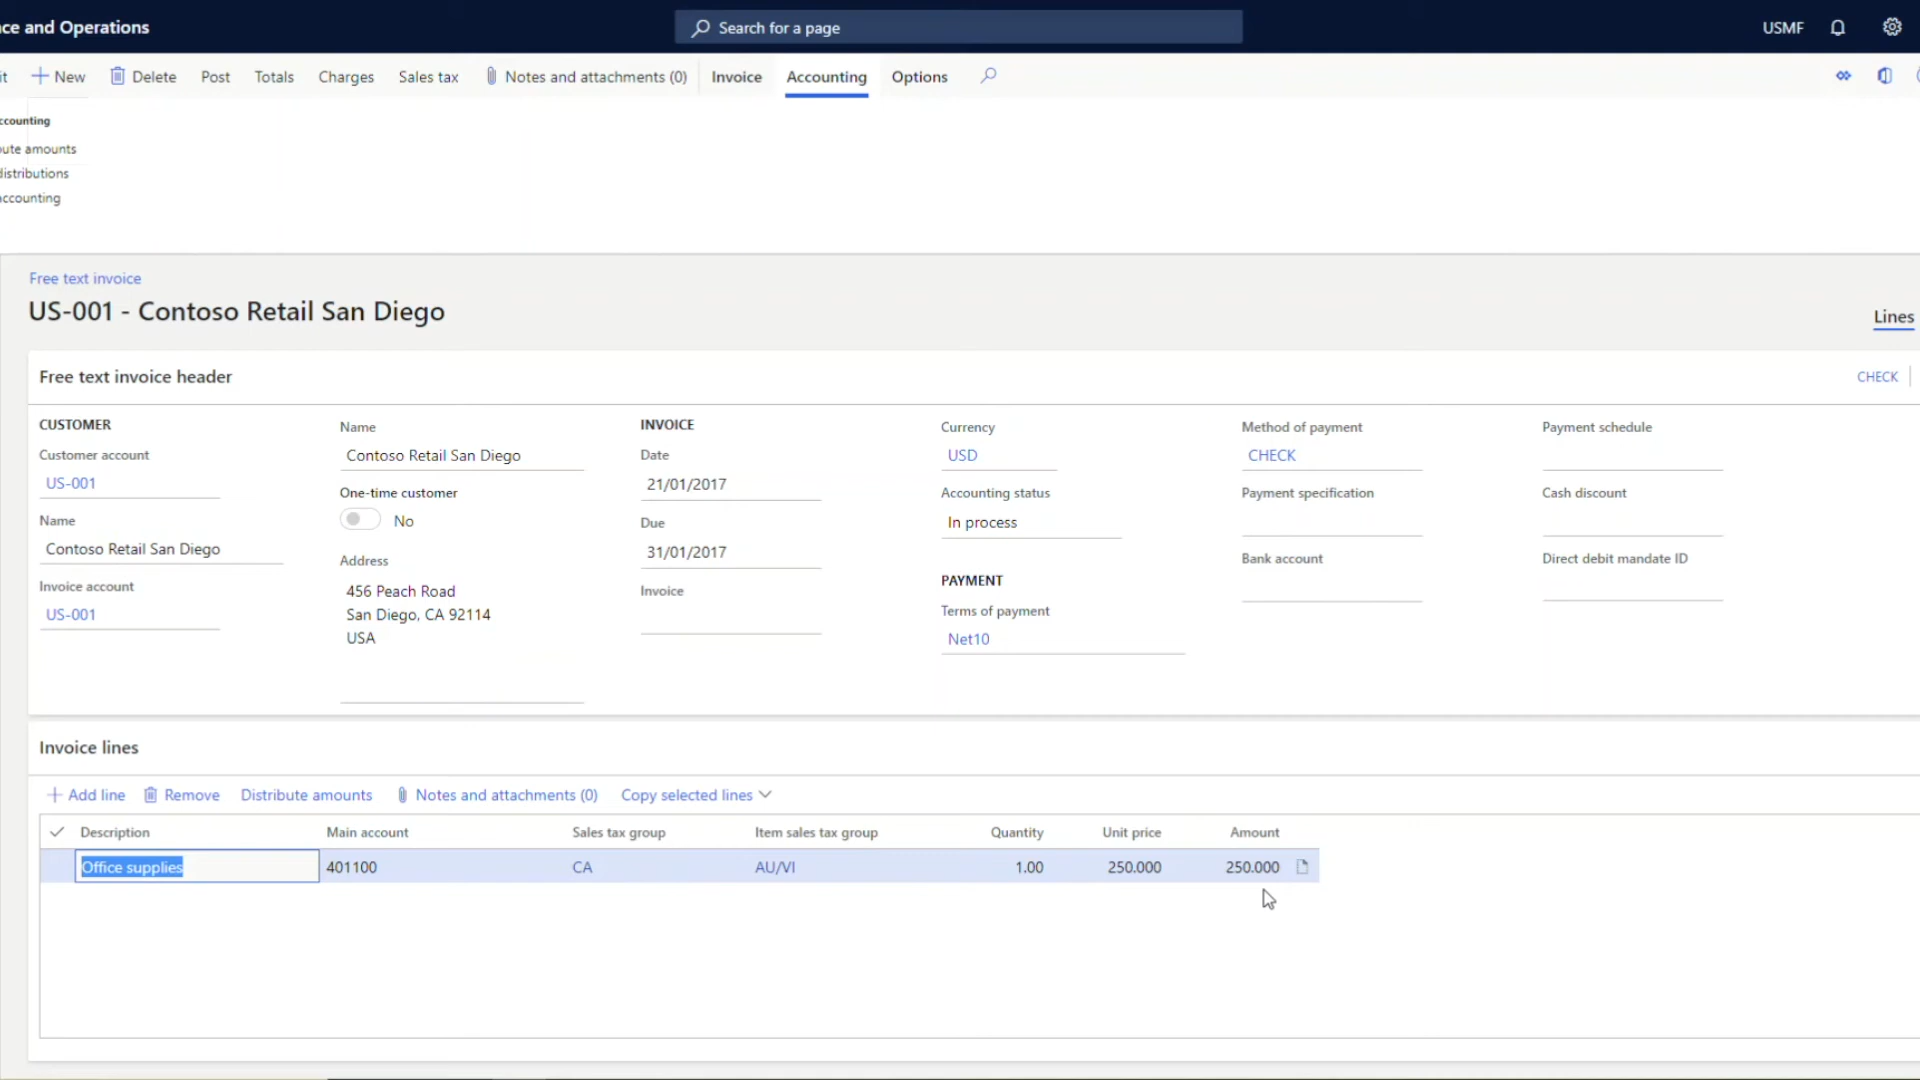 ce and Operations
Search for a page
USMF
it
New
Delete
Post
Totals
Charges
Sales tax
Notes and attachments (0)
Invoice
Accounting
Options
ccounting
ute amounts
distributions
accounting
Free text invoice
US-001 - Contoso Retail San Diego
Lines
Free text invoice header
CHECK
CUSTOMER
Customer account
US-001
Name
Contoso Retail San Diego
Invoice account
US-001
Name
Contoso Retail San Diego
One-time customer
No
Address
456 Peach Road
San Diego, CA 92114
USA
INVOICE
Date
21/01/2017
Due
31/01/2017
Invoice
Currency
USD
Accounting status
In process
PAYMENT
Terms of payment
Net10
Method of payment
CHECK
Payment specification
Bank account
Payment schedule
Cash discount
Direct debit mandate ID
Invoice lines
Add line
Remove
Distribute amounts
Notes and attachments (0)
Copy selected lines
Description Main account Sales tax group Item sales tax group Quantity Unit price Amount
Office supplies 401100 CA AU/VI 1.00 250.000 250.000